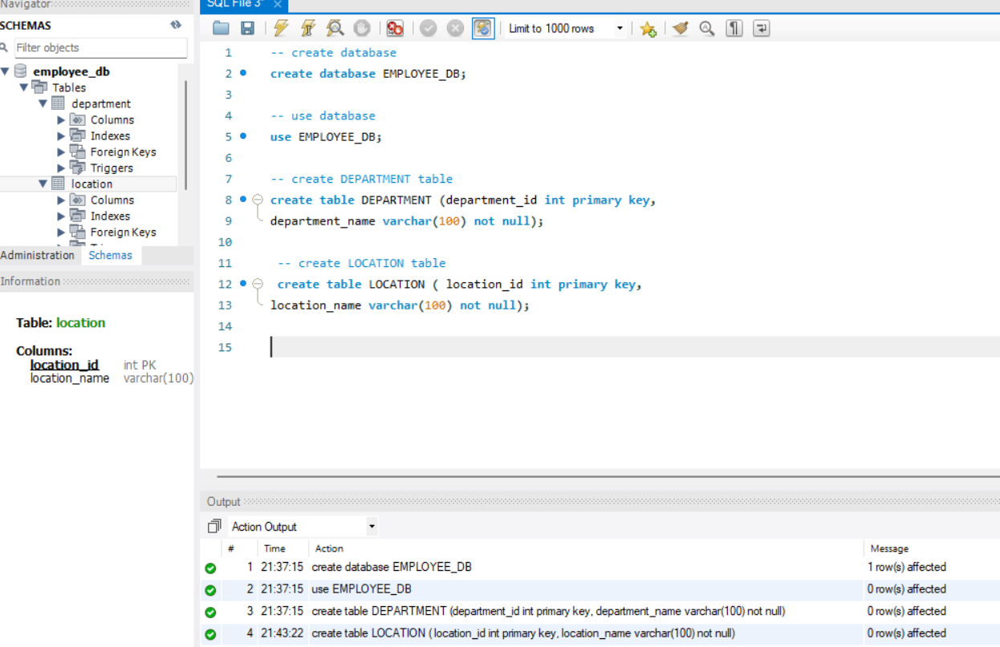 Navigator
SQL File 3*
SCHEMAS
Filter objects
employee_db
Tables
department
Columns
Indexes
Foreign Keys
Triggers
location
Columns
Indexes
Foreign Keys
Administration Schemas
Information
Table: location
Columns:
location_id int PK
location_name varchar(100)
Limit to 1000 rows
1 -- create database
2 create database EMPLOYEE_DB;
3
4 -- use database
5 use EMPLOYEE_DB;
6
7 -- create DEPARTMENT table
8 create table DEPARTMENT (department_id int primary key,
9 department_name varchar(100) not null);
10
11 -- create LOCATION table
12 create table LOCATION ( location_id int primary key,
13 location_name varchar(100) not null);
14
15
Output
Action Output
# Time Action Message
1 21:37:15 create database EMPLOYEE_DB 1 row(s) affected
2 21:37:15 use EMPLOYEE_DB 0 row(s) affected
3 21:37:15 create table DEPARTMENT (department_id int primary key, department_name varchar(100) not null) 0 row(s) affected
4 21:43:22 create table LOCATION ( location_id int primary key, location_name varchar(100) not null) 0 row(s) affected